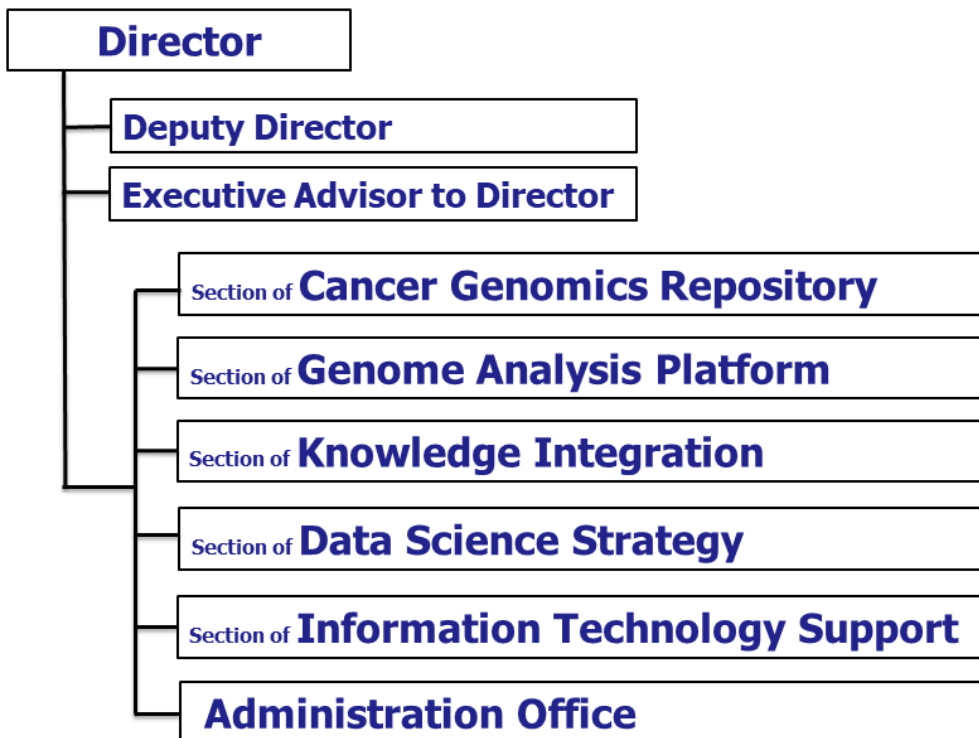 Director
Deputy Director
Executive Advisor to Director
Section of Cancer Genomics Repository
Section of Genome Analysis Platform
Section of Knowledge Integration
Section of Data Science Strategy
Section of Information Technology Support
Administration Office